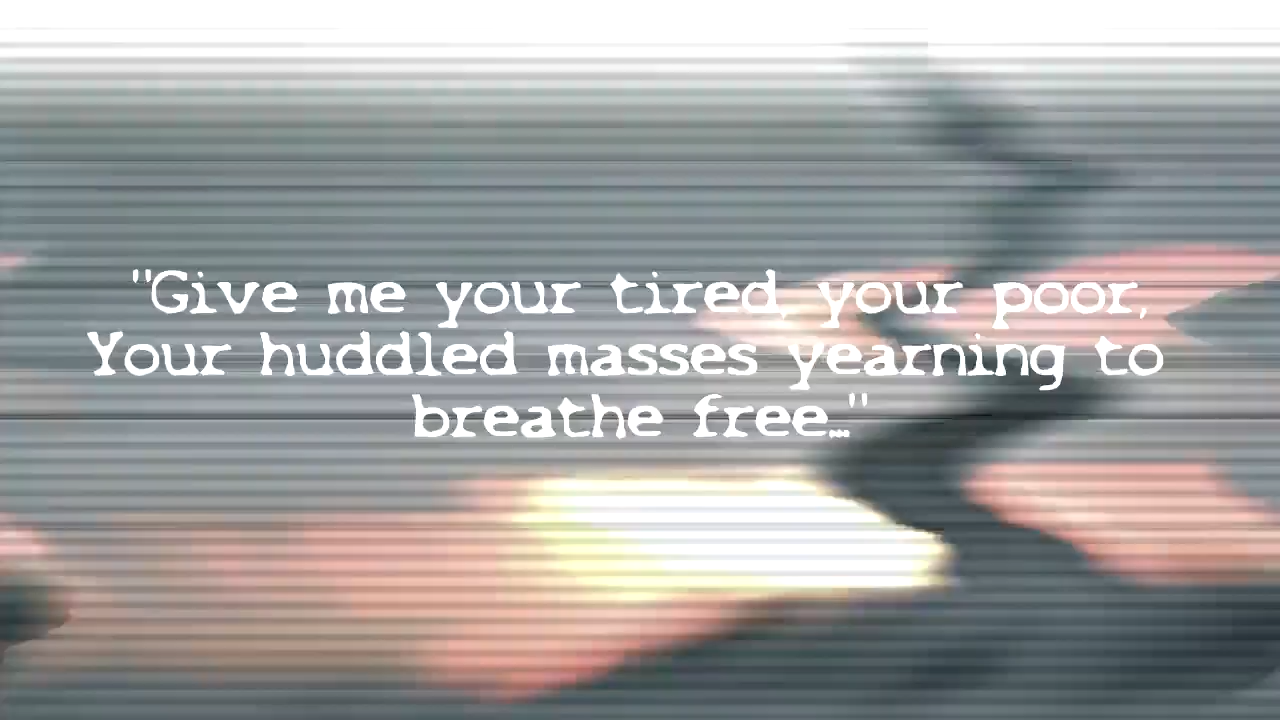 "Give me your tired, your poor,
Your huddled masses yearning to
breathe free..."